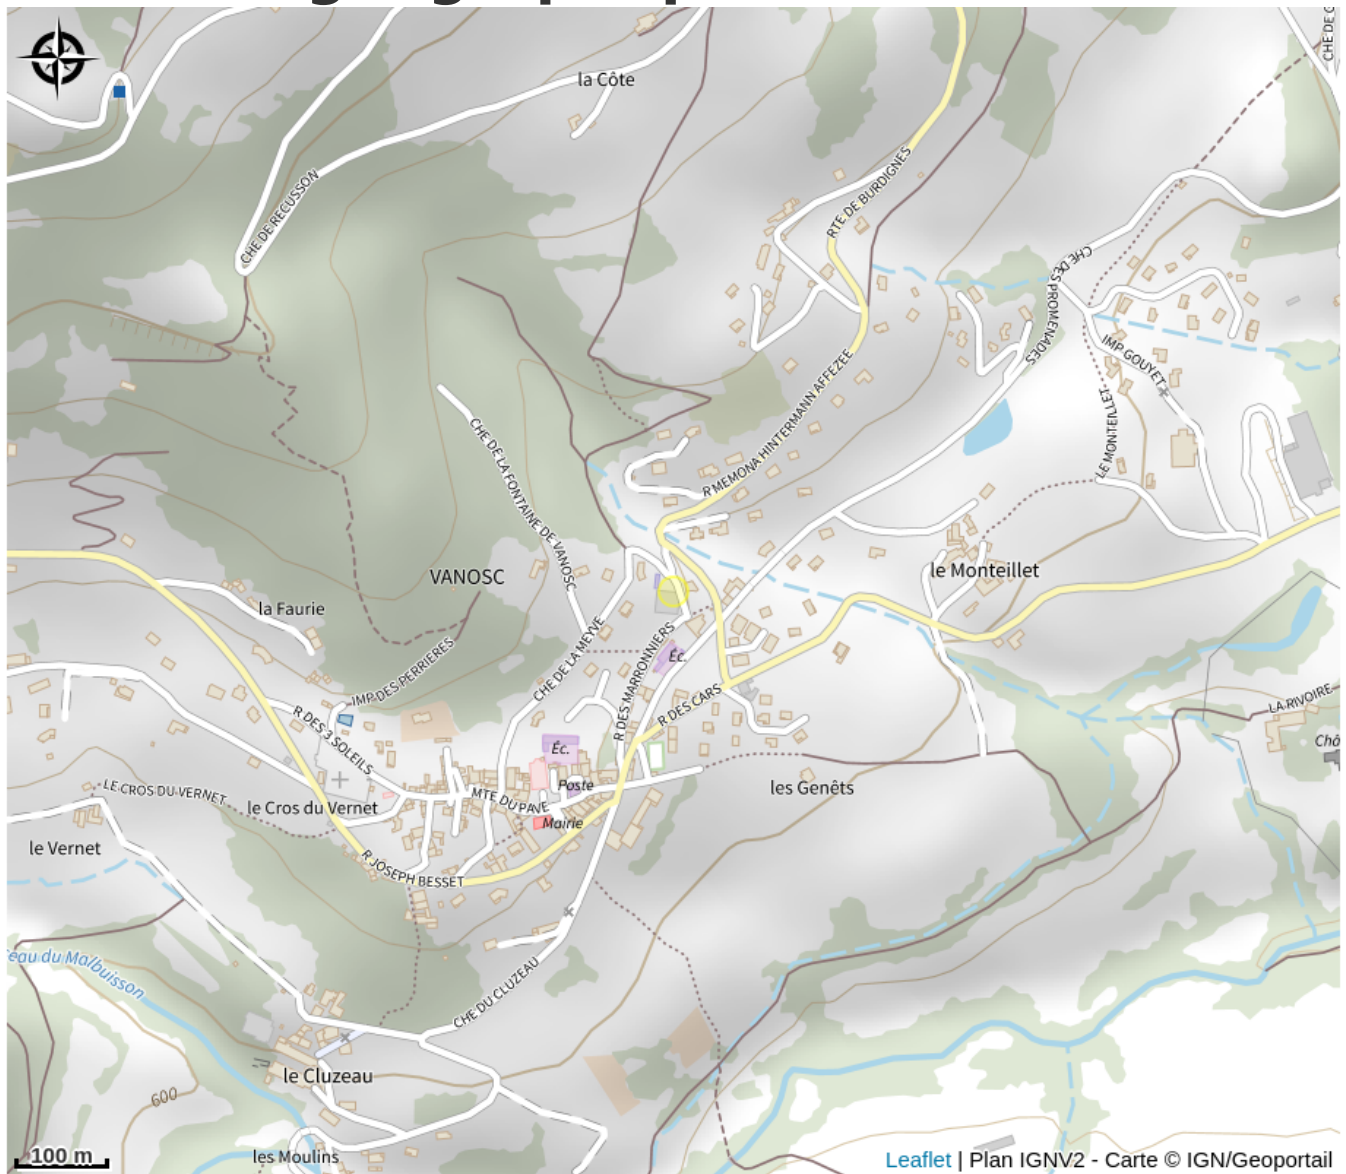 CHE DE C
la Côte
CHE DE RECUSSON
RTE DE BURDIGNES
CHE DES PROMENADES
IMP GOUYET
LE MONTEILLET
R MEMONA HINTERMANN AFFEZEE
CHE DE LA FONTAINE DE VANOSC
VANOSC
le Monteillet
la Faurie
CHE DE LA MEYVE
R DES MARRONNIERS
Éc.
IMP DES PERRIERES
R DES CARS
LA RIVOIRE
R DES 3 SOLEILS
Éc.
Châ
Poste
les Genêts
LE CROS DU VERNET
le Cros du Vernet
MTE DU PAVE
Mairie
le Vernet
R JOSEPH BESSET
eau du Malbuisson
CHE DU CLUZEAU
le Cluzeau
600
les Moulins
100 m
Leaflet | Plan IGNV2 - Carte © IGN/Geoportail